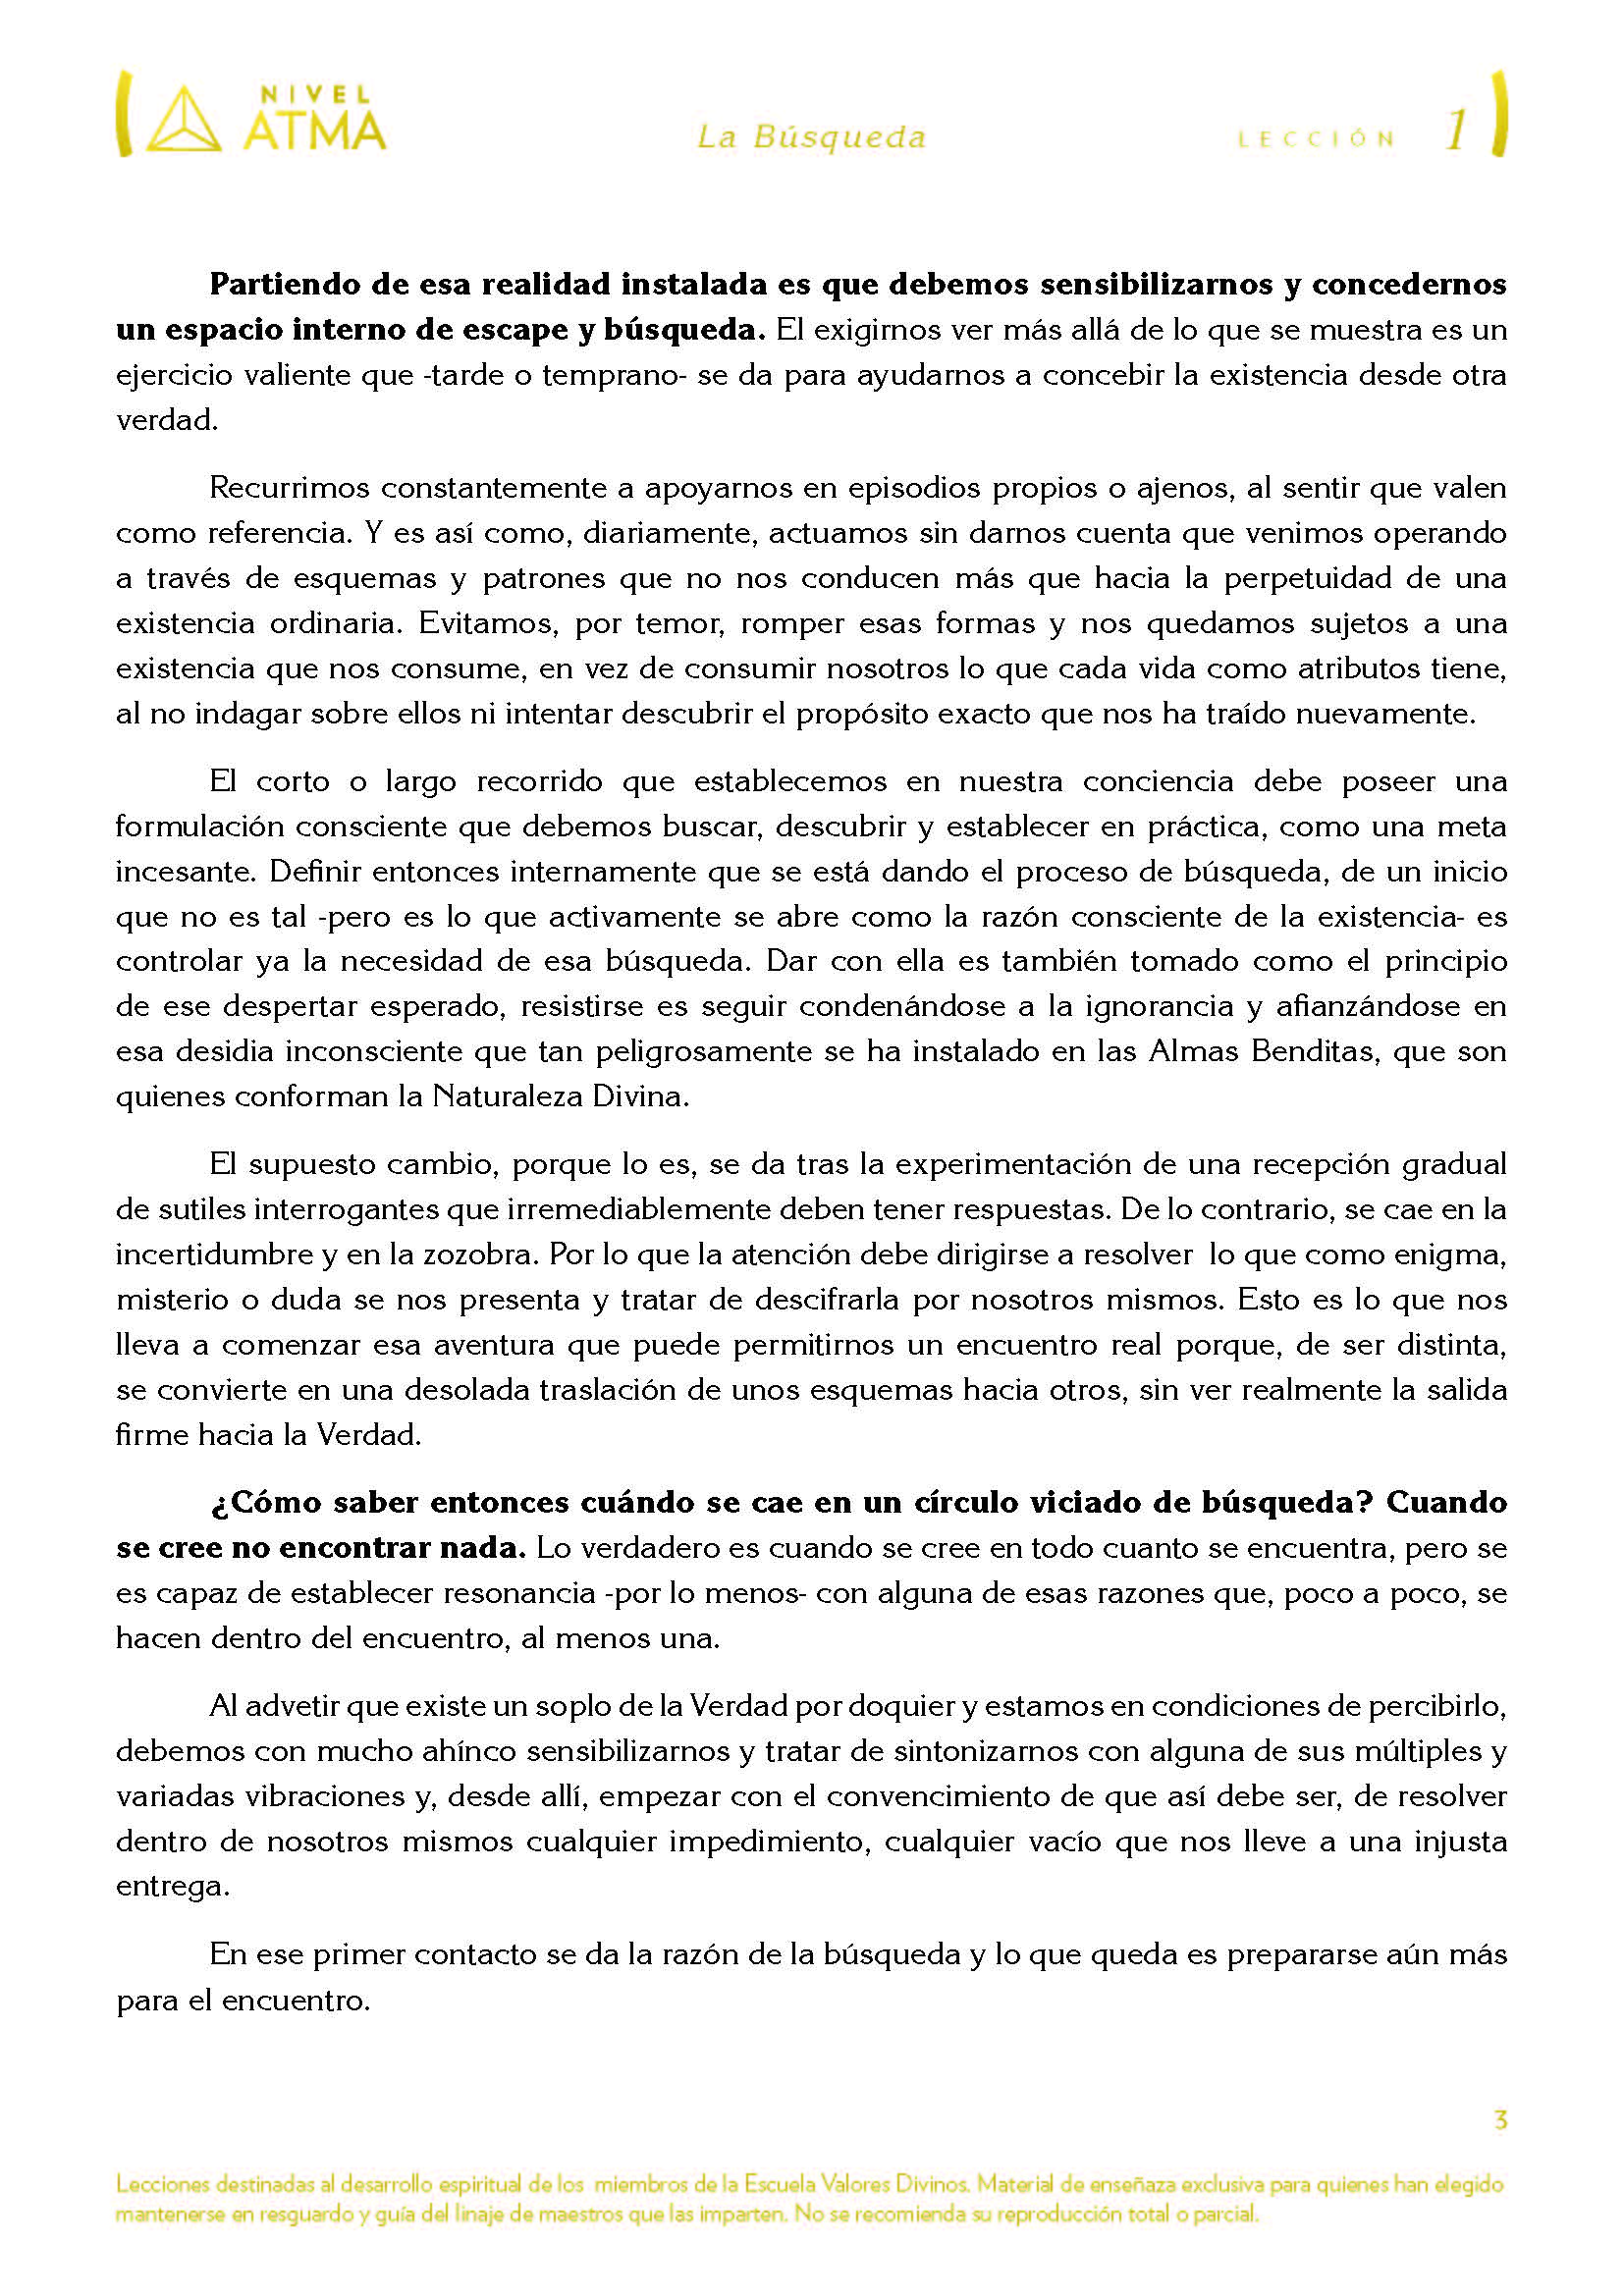 NIVEL
ATMA
La Búsqueda
LECCIÓN 1
Partiendo de esa realidad instalada es que debemos sensibilizarnos y concedernos
un espacio interno de escape y búsqueda. El exigirnos ver más allá de lo que se muestra es un
ejercicio valiente que -tarde o temprano- se da para ayudarnos a concebir la existencia desde otra
verdad.
Recurrimos constantemente a apoyarnos en episodios propios o ajenos, al sentir que valen
como referencia. Y es así como, diariamente, actuamos sin darnos cuenta que venimos operando
a través de esquemas y patrones que no nos conducen más que hacia la perpetuidad de una
existencia ordinaria. Evitamos, por temor, romper esas formas y nos quedamos sujetos a una
existencia que nos consume, en vez de consumir nosotros lo que cada vida como atributos tiene,
al no indagar sobre ellos ni intentar descubrir el propósito exacto que nos ha traído nuevamente.
El corto o largo recorrido que establecemos en nuestra conciencia debe poseer una
formulación consciente que debemos buscar, descubrir y establecer en práctica, como una meta
incesante. Definir entonces internamente que se está dando el proceso de búsqueda, de un inicio
que no es tal -pero es lo que activamente se abre como la razón consciente de la existencia- es
controlar ya la necesidad de esa búsqueda. Dar con ella es también tomado como el principio
de ese despertar esperado, resistirse es seguir condenándose a la ignorancia y afianzándose en
esa desidia inconsciente que tan peligrosamente se ha instalado en las Almas Benditas, que son
quienes conforman la Naturaleza Divina.
El supuesto cambio, porque lo es, se da tras la experimentación de una recepción gradual
de sutiles interrogantes que irremediablemente deben tener respuestas. De lo contrario, se cae en la
incertidumbre y en la zozobra. Por lo que la atención debe dirigirse a resolver lo que como enigma,
misterio o duda se nos presenta y tratar de descifrarla por nosotros mismos. Esto es lo que nos
lleva a comenzar esa aventura que puede permitirnos un encuentro real porque, de ser distinta,
se convierte en una desolada traslación de unos esquemas hacia otros, sin ver realmente la salida
firme hacia la Verdad.
¿Cómo saber entonces cuándo se cae en un círculo viciado de búsqueda? Cuando
se cree no encontrar nada. Lo verdadero es cuando se cree en todo cuanto se encuentra, pero se
es capaz de establecer resonancia -por lo menos- con alguna de esas razones que, poco a poco, se
hacen dentro del encuentro, al menos una.
Al advetir que existe un soplo de la Verdad por doquier y estamos en condiciones de percibirlo,
debemos con mucho ahínco sensibilizarnos y tratar de sintonizarnos con alguna de sus múltiples y
variadas vibraciones y, desde allí, empezar con el convencimiento de que así debe ser, de resolver
dentro de nosotros mismos cualquier impedimiento, cualquier vacío que nos lleve a una injusta
entrega.
En ese primer contacto se da la razón de la búsqueda y lo que queda es prepararse aún más
para el encuentro.
3
Lecciones destinadas al desarrollo espiritual de los miembros de la Escuela Valores Divinos. Material de enseñaza exclusiva para quienes han elegido
mantenerse en resguardo y guía del linaje de maestros que las imparten. No se recomienda su reproducción total o parcial.